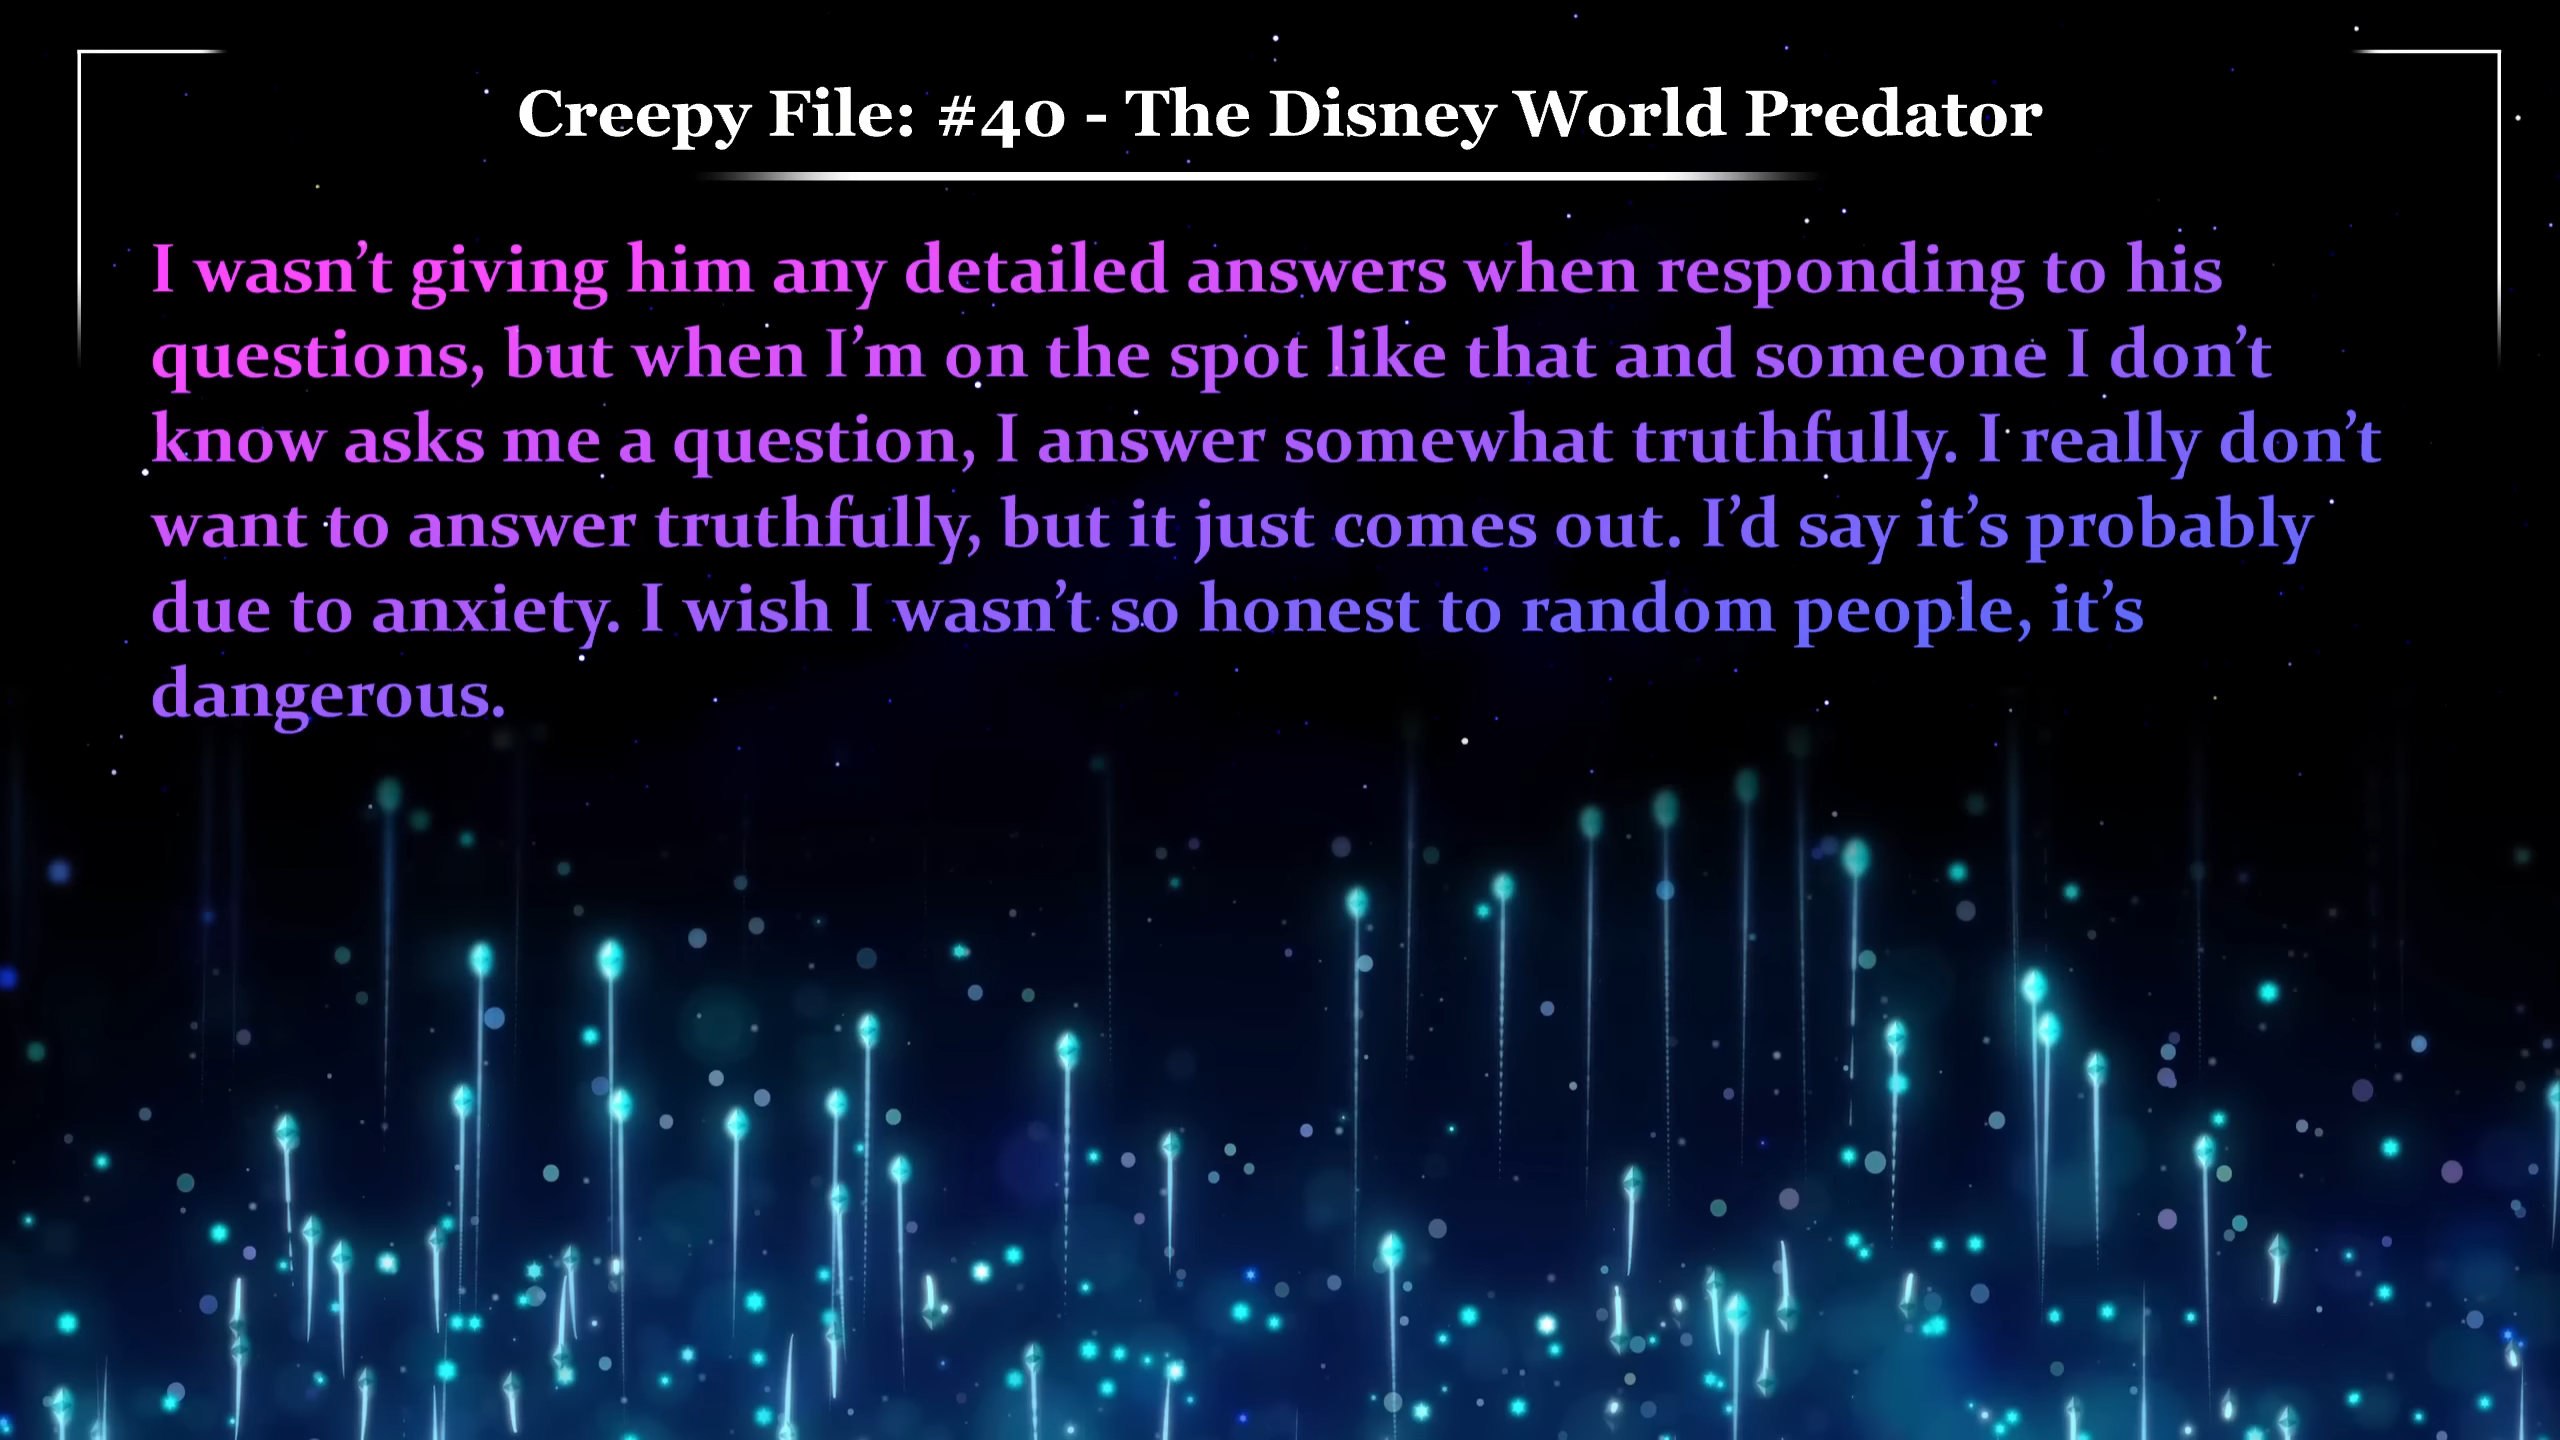 Creepy File: #40 - The Disney World Predator
I wasn’t giving him any detailed answers when responding to his
questions, but when I’m on the spot like that and someone I don’t
know asks me a question, I answer somewhat truthfully. I really don’t
want to answer truthfully, but it just comes out. I’d say it’s probably
due to anxiety. I wish I wasn’t so honest to random people, it’s
dangerous.